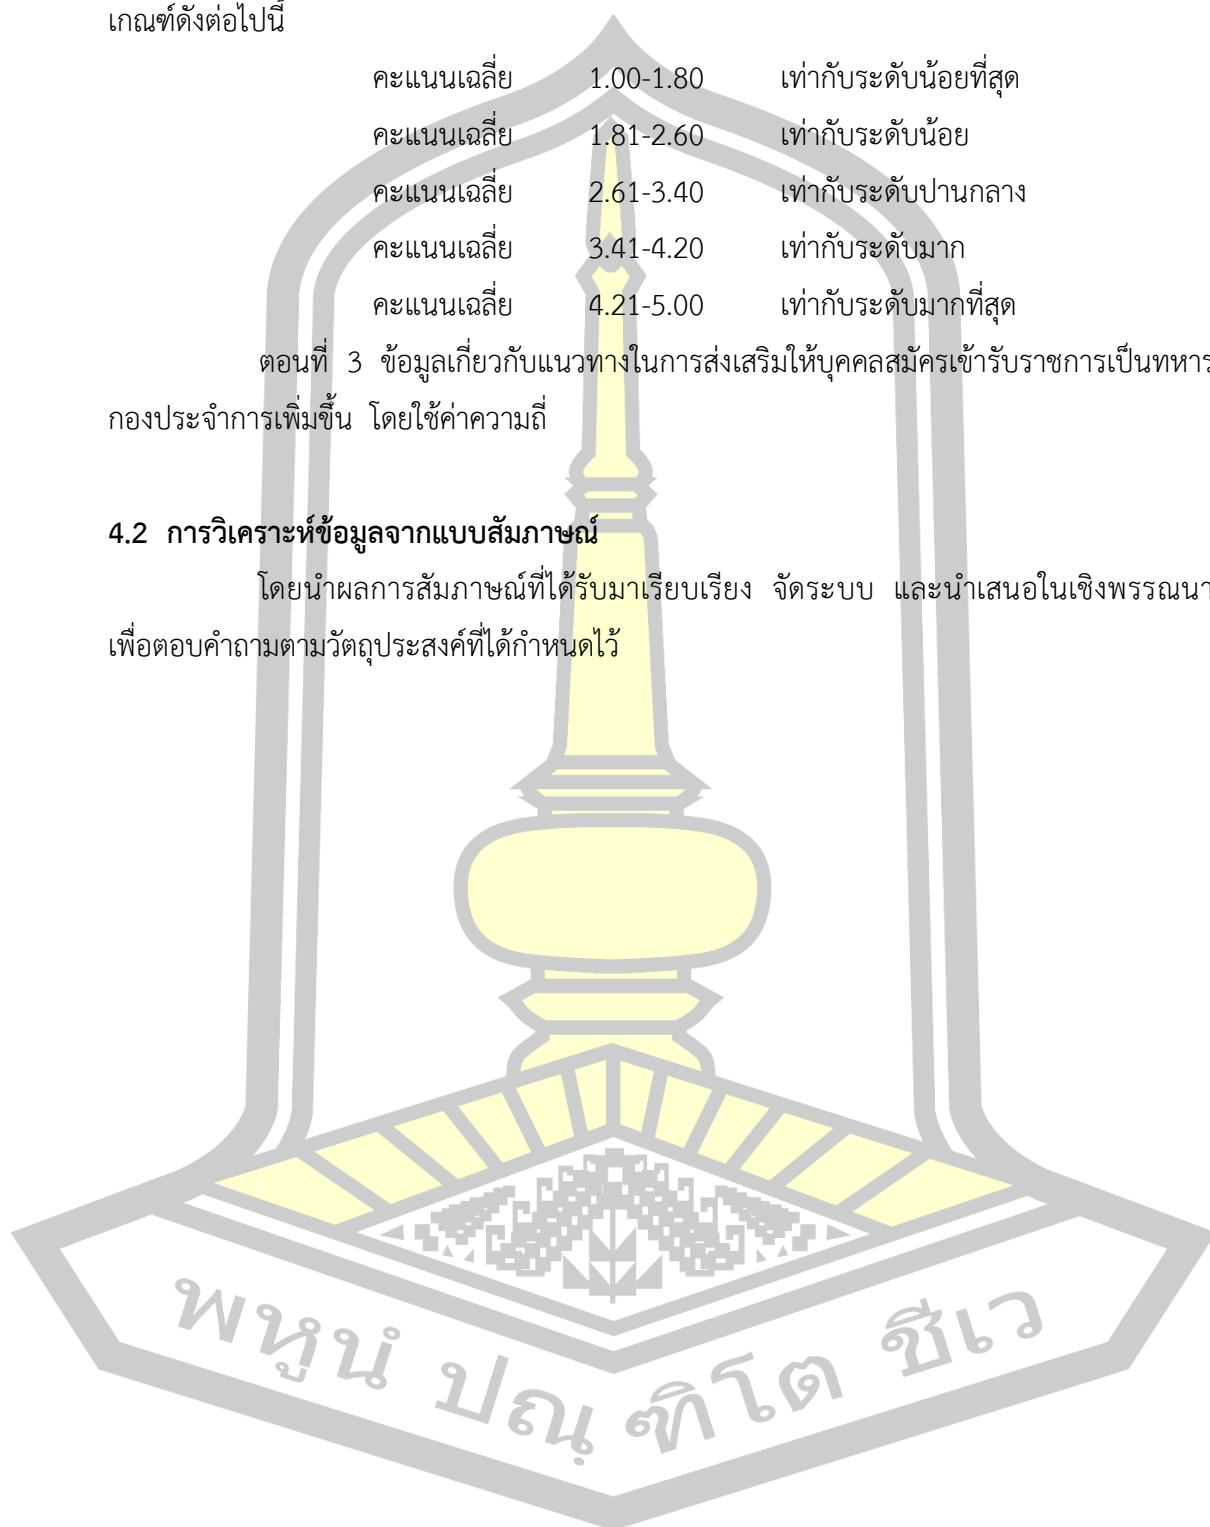 เกณฑ์ดังต่อไปนี้
คะแนนเฉลี่ย 1.00-1.80 เท่ากับระดับน้อยที่สุด
คะแนนเฉลี่ย 1.81-2.60 เท่ากับระดับน้อย
คะแนนเฉลี่ย 2.61-3.40 เท่ากับระดับปานกลาง
คะแนนเฉลี่ย 3.41-4.20 เท่ากับระดับมาก
คะแนนเฉลี่ย 4.21-5.00 เท่ากับระดับมากที่สุด
ตอนที่ 3 ข้อมูลเกี่ยวกับแนวทางในการส่งเสริมให้บุคคลสมัครเข้ารับราชการเป็นทหาร
กองประจำการเพิ่มขึ้น โดยใช้ค่าความถี่
4.2 การวิเคราะห์ข้อมูลจากแบบสัมภาษณ์
โดยนำผลการสัมภาษณ์ที่ได้รับมาเรียบเรียง จัดระบบ และนำเสนอในเชิงพรรณนา
เพื่อตอบคำถามตามวัตถุประสงค์ที่ได้กำหนดไว้
พหูนํ ปณฺฑิโต ชีเว